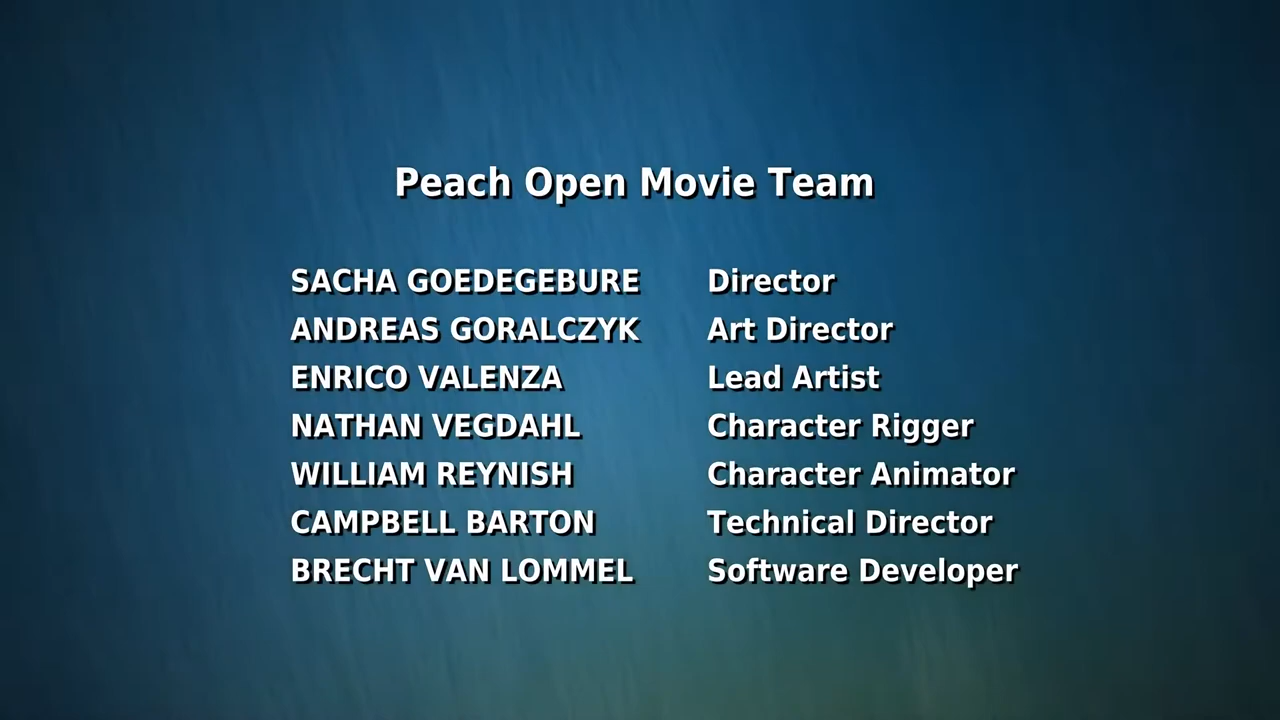 Peach Open Movie Team
SACHA GOEDEGEBURE Director
ANDREAS GORALCZYK Art Director
ENRICO VALENZA Lead Artist
NATHAN VEGDAHL Character Rigger
WILLIAM REYNISH Character Animator
CAMPBELL BARTON Technical Director
BRECHT VAN LOMMEL Software Developer